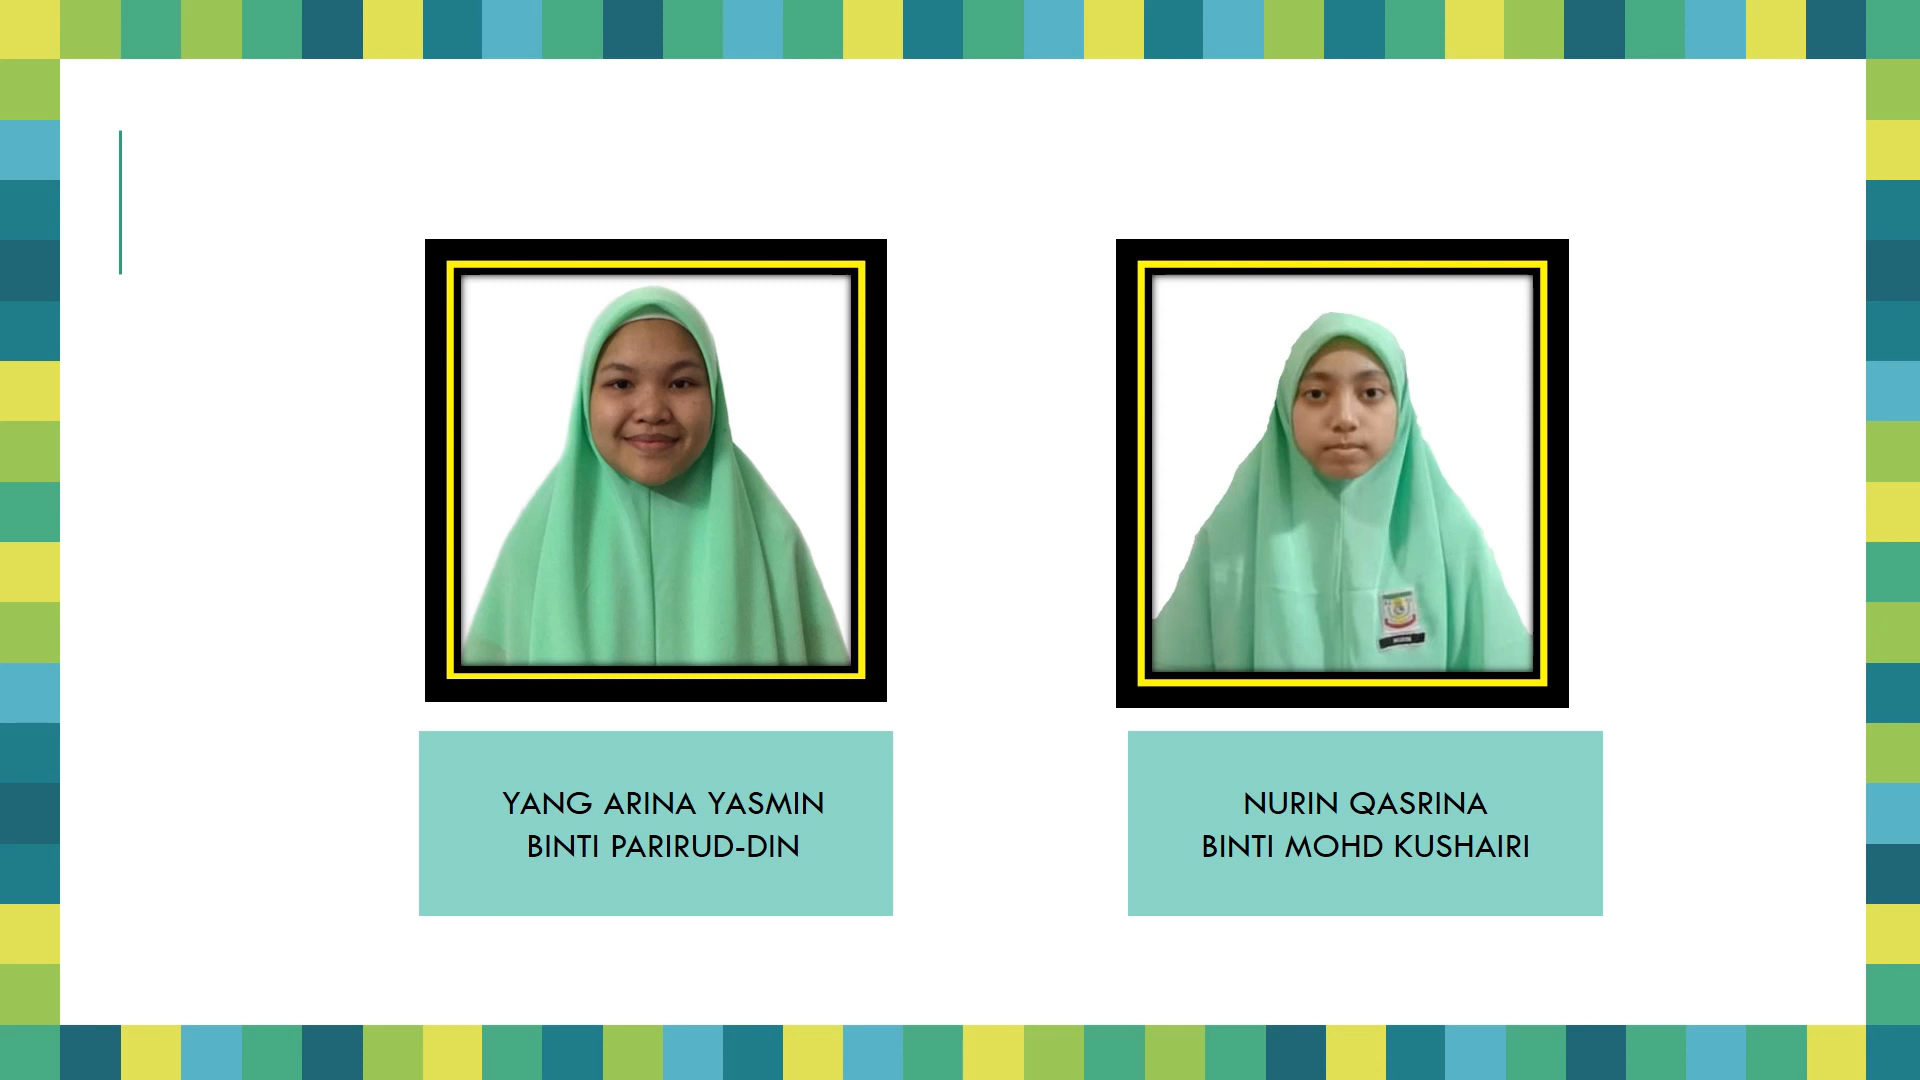 YANG ARINA YASMIN
BINTI PARIRUD-DIN
NURIN QASRINA
BINTI MOHD KUSHAIRI